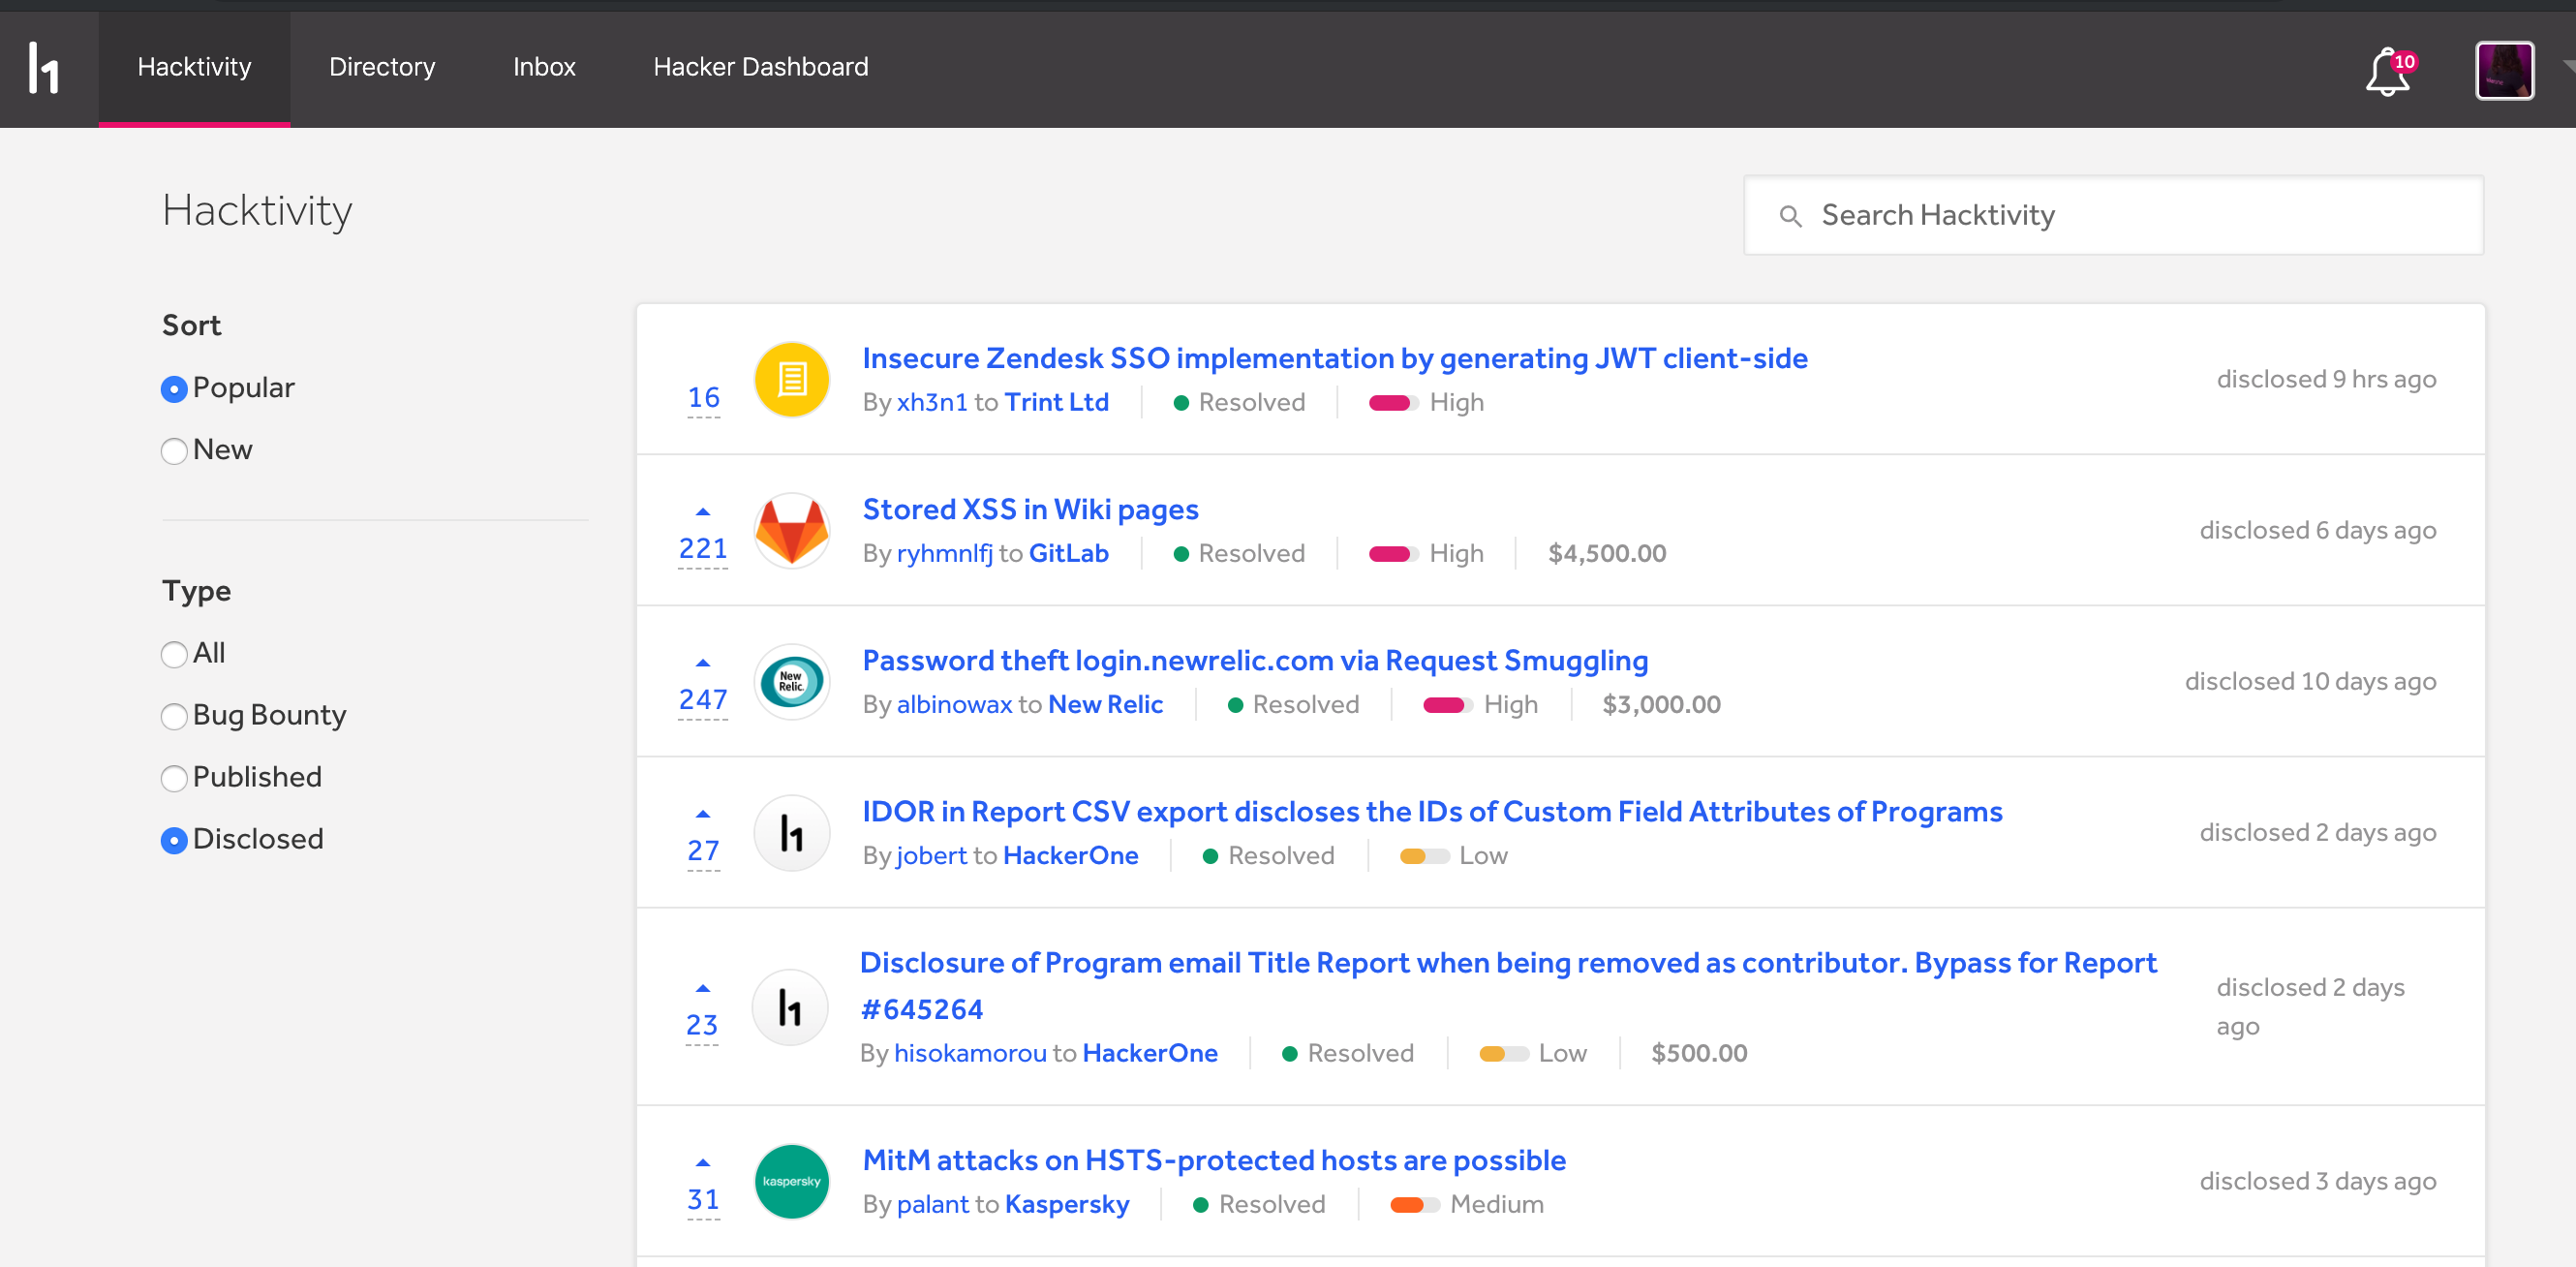 Hacktivity
Directory
Inbox
Hacker Dashboard
10
Hacktivity
Search Hacktivity
Sort
Popular
New
Type
All
Bug Bounty
Published
Disclosed
16
Insecure Zendesk SSO implementation by generating JWT client-side
By xh3n1 to Trint Ltd
Resolved
High
disclosed 9 hrs ago
221
Stored XSS in Wiki pages
By ryhmnlfj to GitLab
Resolved
High
$4,500.00
disclosed 6 days ago
247
New
Relic.
Password theft login.newrelic.com via Request Smuggling
By albinowax to New Relic
Resolved
High
$3,000.00
disclosed 10 days ago
27
h1
IDOR in Report CSV export discloses the IDs of Custom Field Attributes of Programs
By jobert to HackerOne
Resolved
Low
disclosed 2 days ago
23
h1
Disclosure of Program email Title Report when being removed as contributor. Bypass for Report
#645264
By hisokamorou to HackerOne
Resolved
Low
$500.00
disclosed 2 days
ago
31
kaspersky
MitM attacks on HSTS-protected hosts are possible
By palant to Kaspersky
Resolved
Medium
disclosed 3 days ago